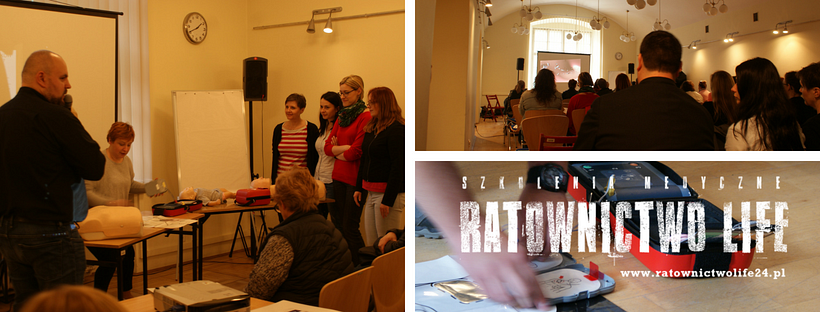 SZKOLENIA MEDYCZNE
RATOWNICTWO LIFE
www.ratownictwolife24.pl